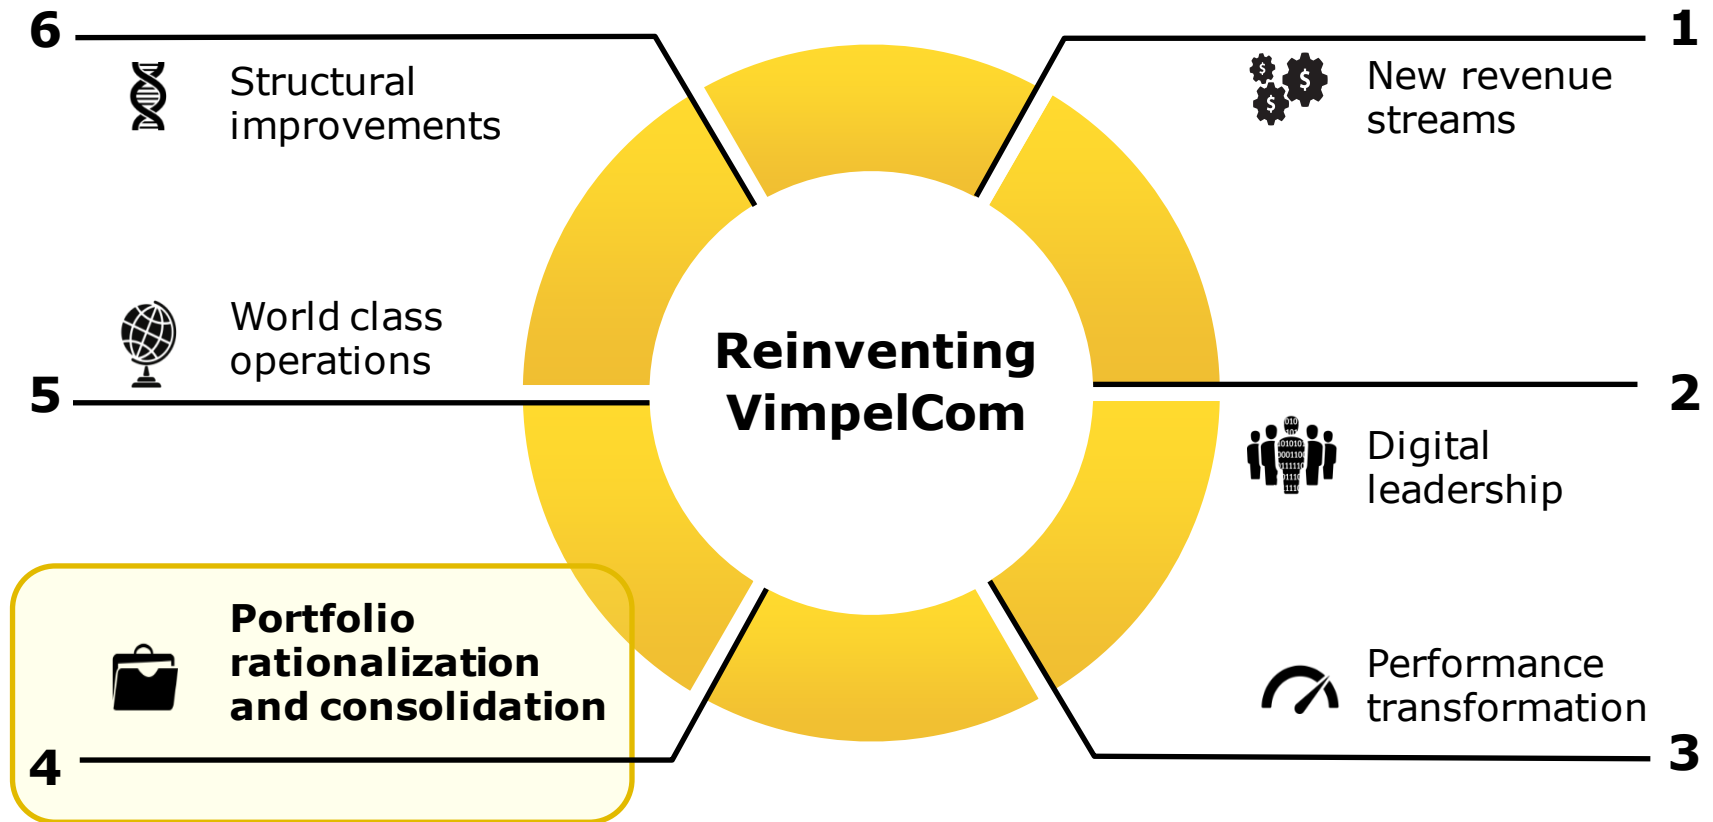 6
Structural
improvements
1
New revenue
streams
World class
operations
5
Reinventing
VimpelCom
2
Digital
leadership
Portfolio
rationalization
and consolidation
4
Performance
transformation
3